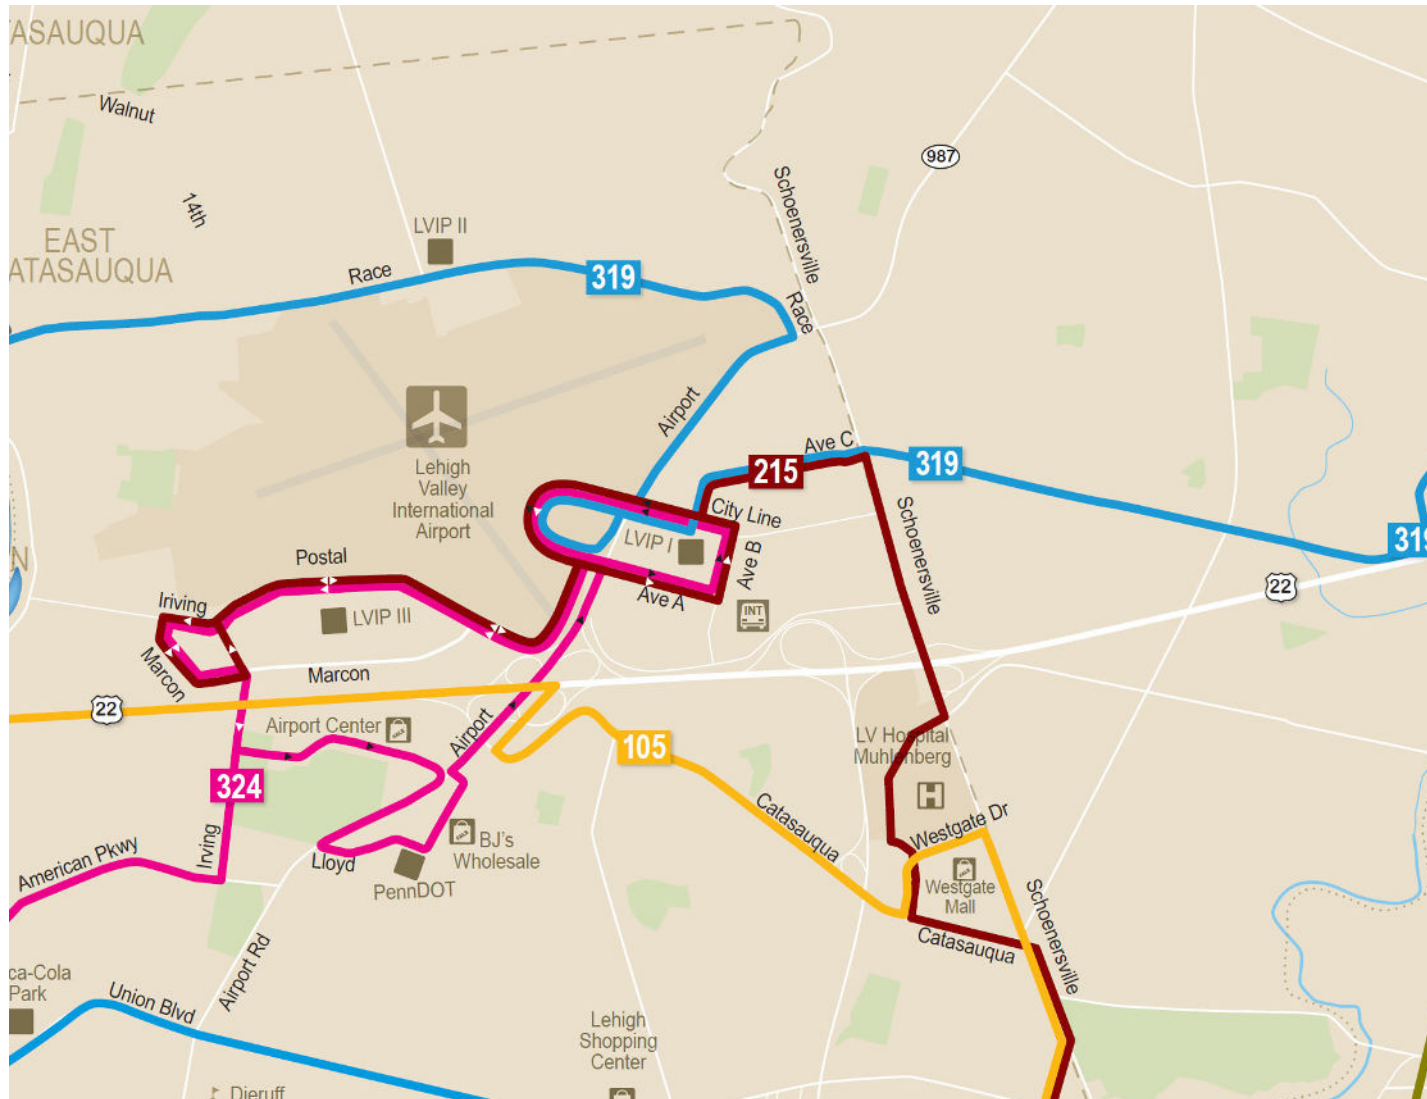 ASAUQUA
Walnut
987
Schoenersville
14th
LVIP II
EAST
ATASAUQUA
Race
319
Race
Airport
Ave C
319
215
Lehigh
Valley
International
Airport
City Line
Schoenersville
319
N
LVIP I
Ave B
Postal
22
Iriving
Ave A
INT
LVIP III
Marcon
Marcon
22
Airport Center
Airport
105
LV Hospital
Muhlenberg
324
H
Catasauqua
Westgate Dr
American Pkwy
Irving
Lloyd
BJ's
Wholesale
PennDOT
Westgate
Mall
Schoenersville
Catasauqua
Airport Rd
ca-Cola
Park
Union Blvd
Lehigh
Shopping
Center
Dieruff